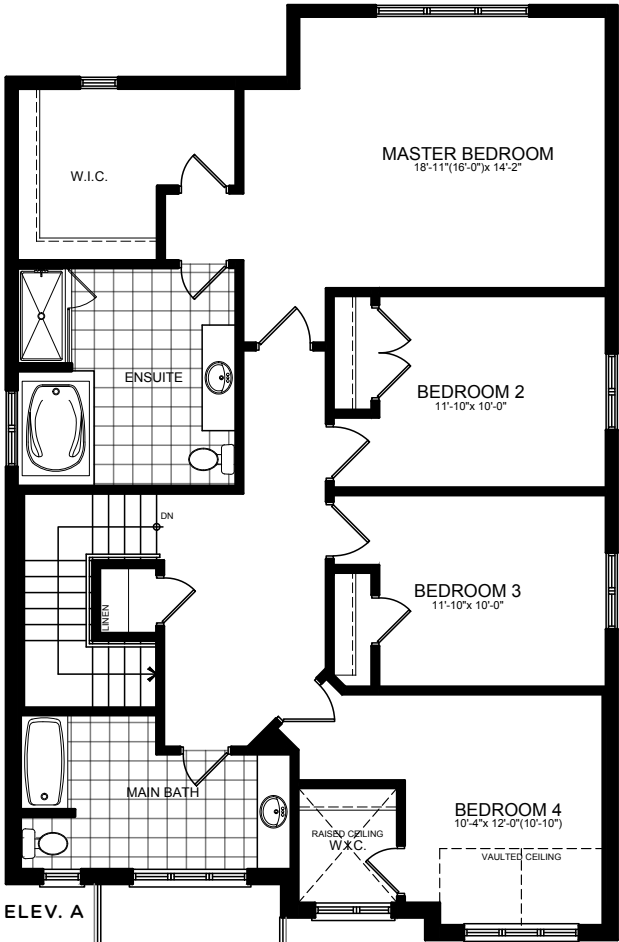 MASTER BEDROOM
18'-11"(16'-0")x 14'-2"
W.I.C.
ENSUITE
BEDROOM 2
11'-10"x 10'-0"
DN
LINEN
BEDROOM 3
11'-10"x 10'-0"
MAIN BATH
BEDROOM 4
10'-4"x 12'-0"(10'-10")
RAISED CEILING
W.I.C.
VAULTED CEILING
ELEV. A